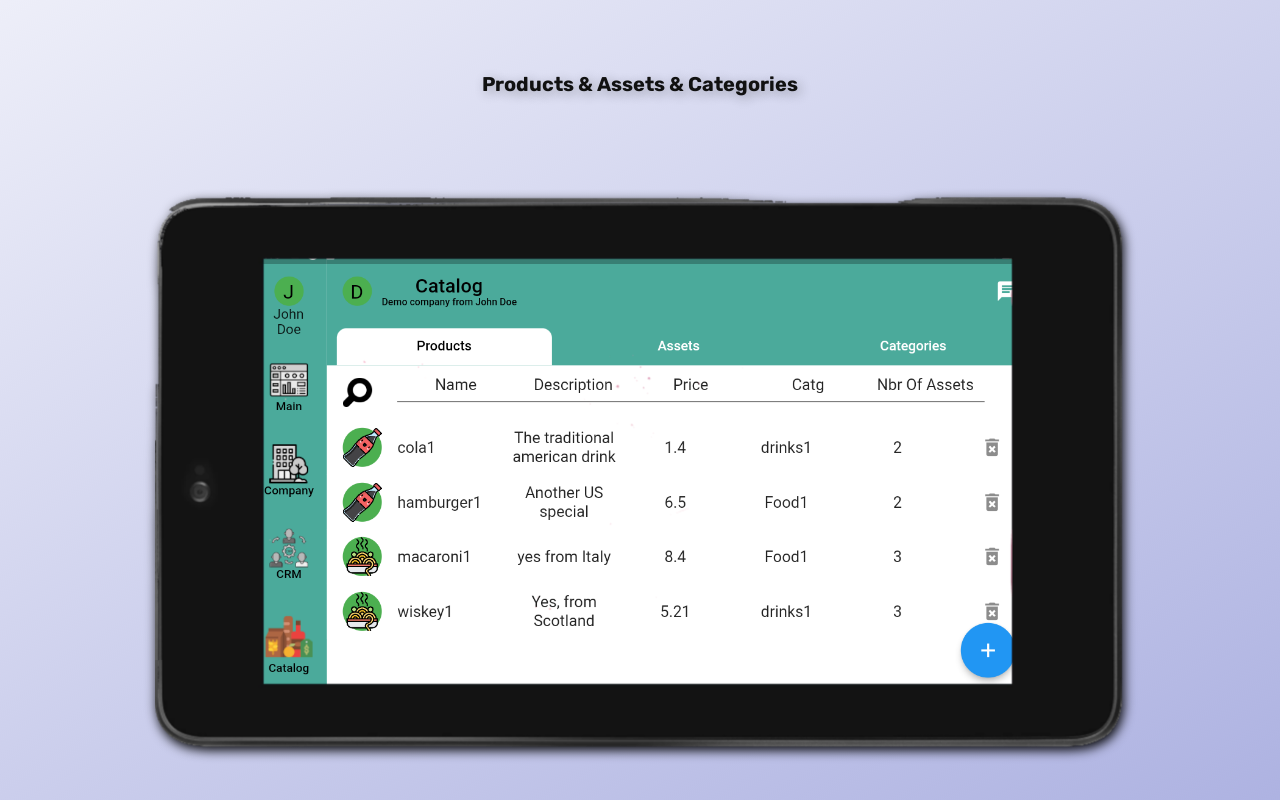 Products & Assets & Categories
J
John
Doe
D
Catalog
Demo company from John Doe
Main
Company
CRM
Catalog
Products
Assets
Categories
Name Description Price Catg Nbr Of Assets
cola1 The traditional american drink 1.4 drinks1 2
hamburger1 Another US special 6.5 Food1 2
macaroni1 yes from Italy 8.4 Food1 3
wiskey1 Yes, from Scotland 5.21 drinks1 3
+